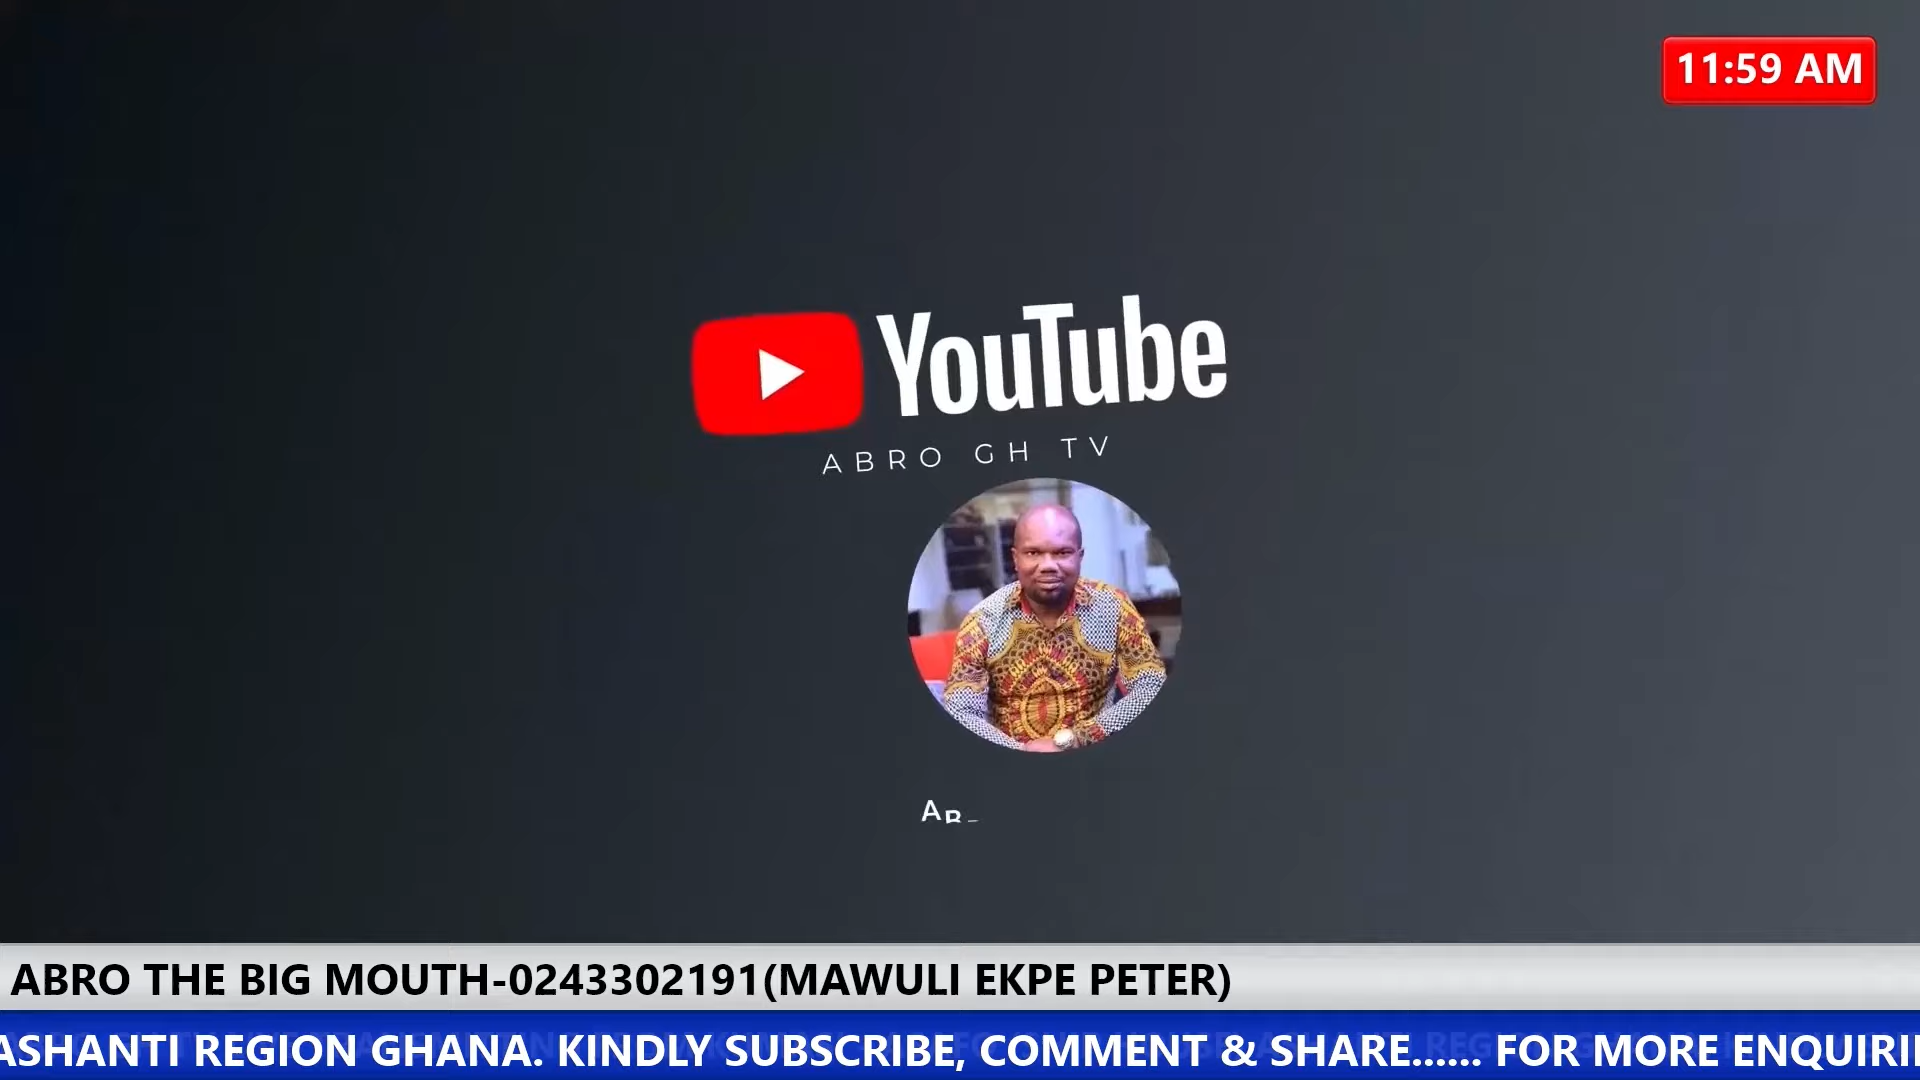 11:59 AM
YouTube
ABRO GH TV
AB
ABRO THE BIG MOUTH-0243302191(MAWULI EKPE PETER)
ASHANTI REGION GHANA. KINDLY SUBSCRIBE, COMMENT & SHARE...... FOR MORE ENQUIRI